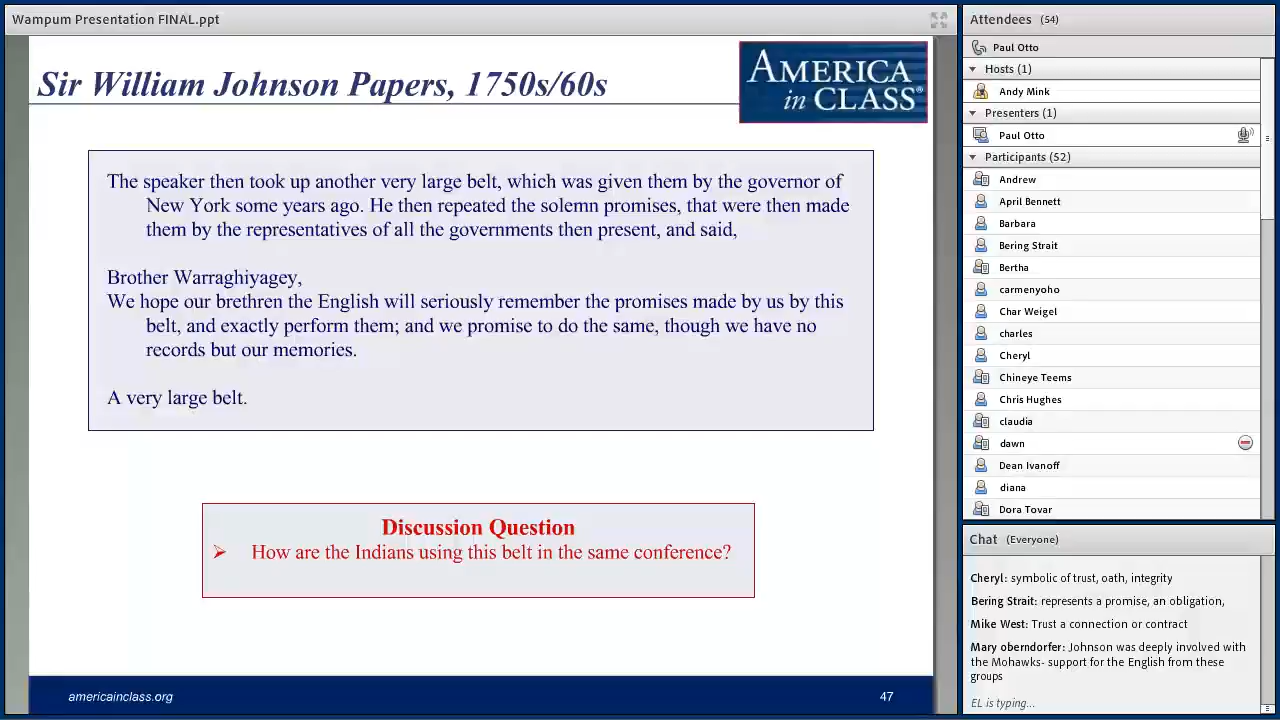 Wampum Presentation FINAL.ppt
Sir William Johnson Papers, 1750s/60s
AMERICA
in CLASS®
The speaker then took up another very large belt, which was given them by the governor of
New York some years ago. He then repeated the solemn promises, that were then made
them by the representatives of all the governments then present, and said,
Brother Warraghiyagey,
We hope our brethren the English will seriously remember the promises made by us by this
belt, and exactly perform them; and we promise to do the same, though we have no
records but our memories.
A very large belt.
Discussion Question
How are the Indians using this belt in the same conference?
americainclass.org
47
Attendees (54)
Paul Otto
Hosts (1)
Andy Mink
Presenters (1)
Paul Otto
Participants (52)
Andrew
April Bennett
Barbara
Bering Strait
Bertha
carmenyoho
Char Weigel
charles
Cheryl
Chineye Teems
Chris Hughes
claudia
dawn
Dean Ivanoff
diana
Dora Tovar
Chat (Everyone)
Cheryl: symbolic of trust, oath, integrity
Bering Strait: represents a promise, an obligation,
Mike West: Trust a connection or contract
Mary oberndorfer: Johnson was deeply involved with
the Mohawks- support for the English from these
groups
EL is typing...